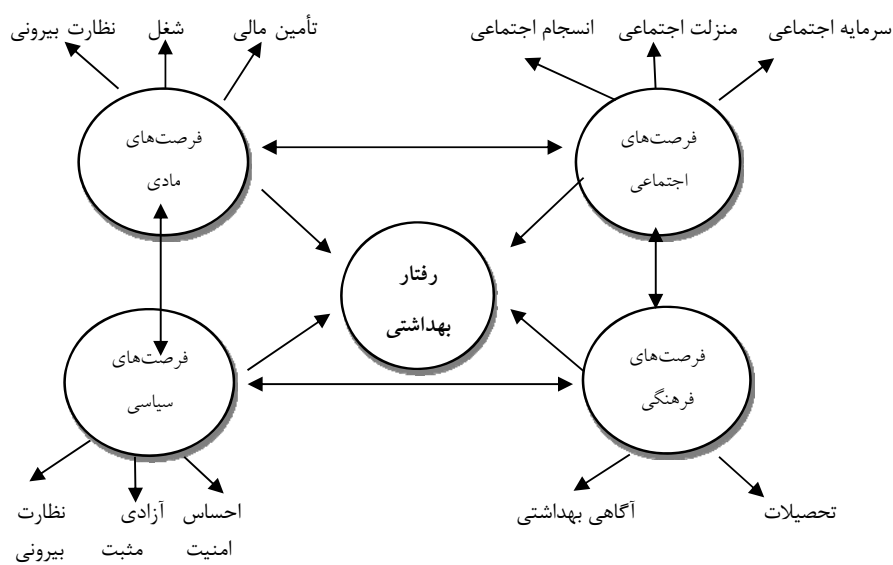 سرمایه اجتماعی
منزلت اجتماعی
انسجام اجتماعی
تأمین مالی
شغل
نظارت بیرونی
فرصت‌های
اجتماعی
فرصت‌های
مادی
رفتار
بهداشتی
فرصت‌های
فرهنگی
فرصت‌های
سیاسی
تحصیلات
آگاهی بهداشتی
احساس
امنیت
آزادی
مثبت
نظارت
بیرونی